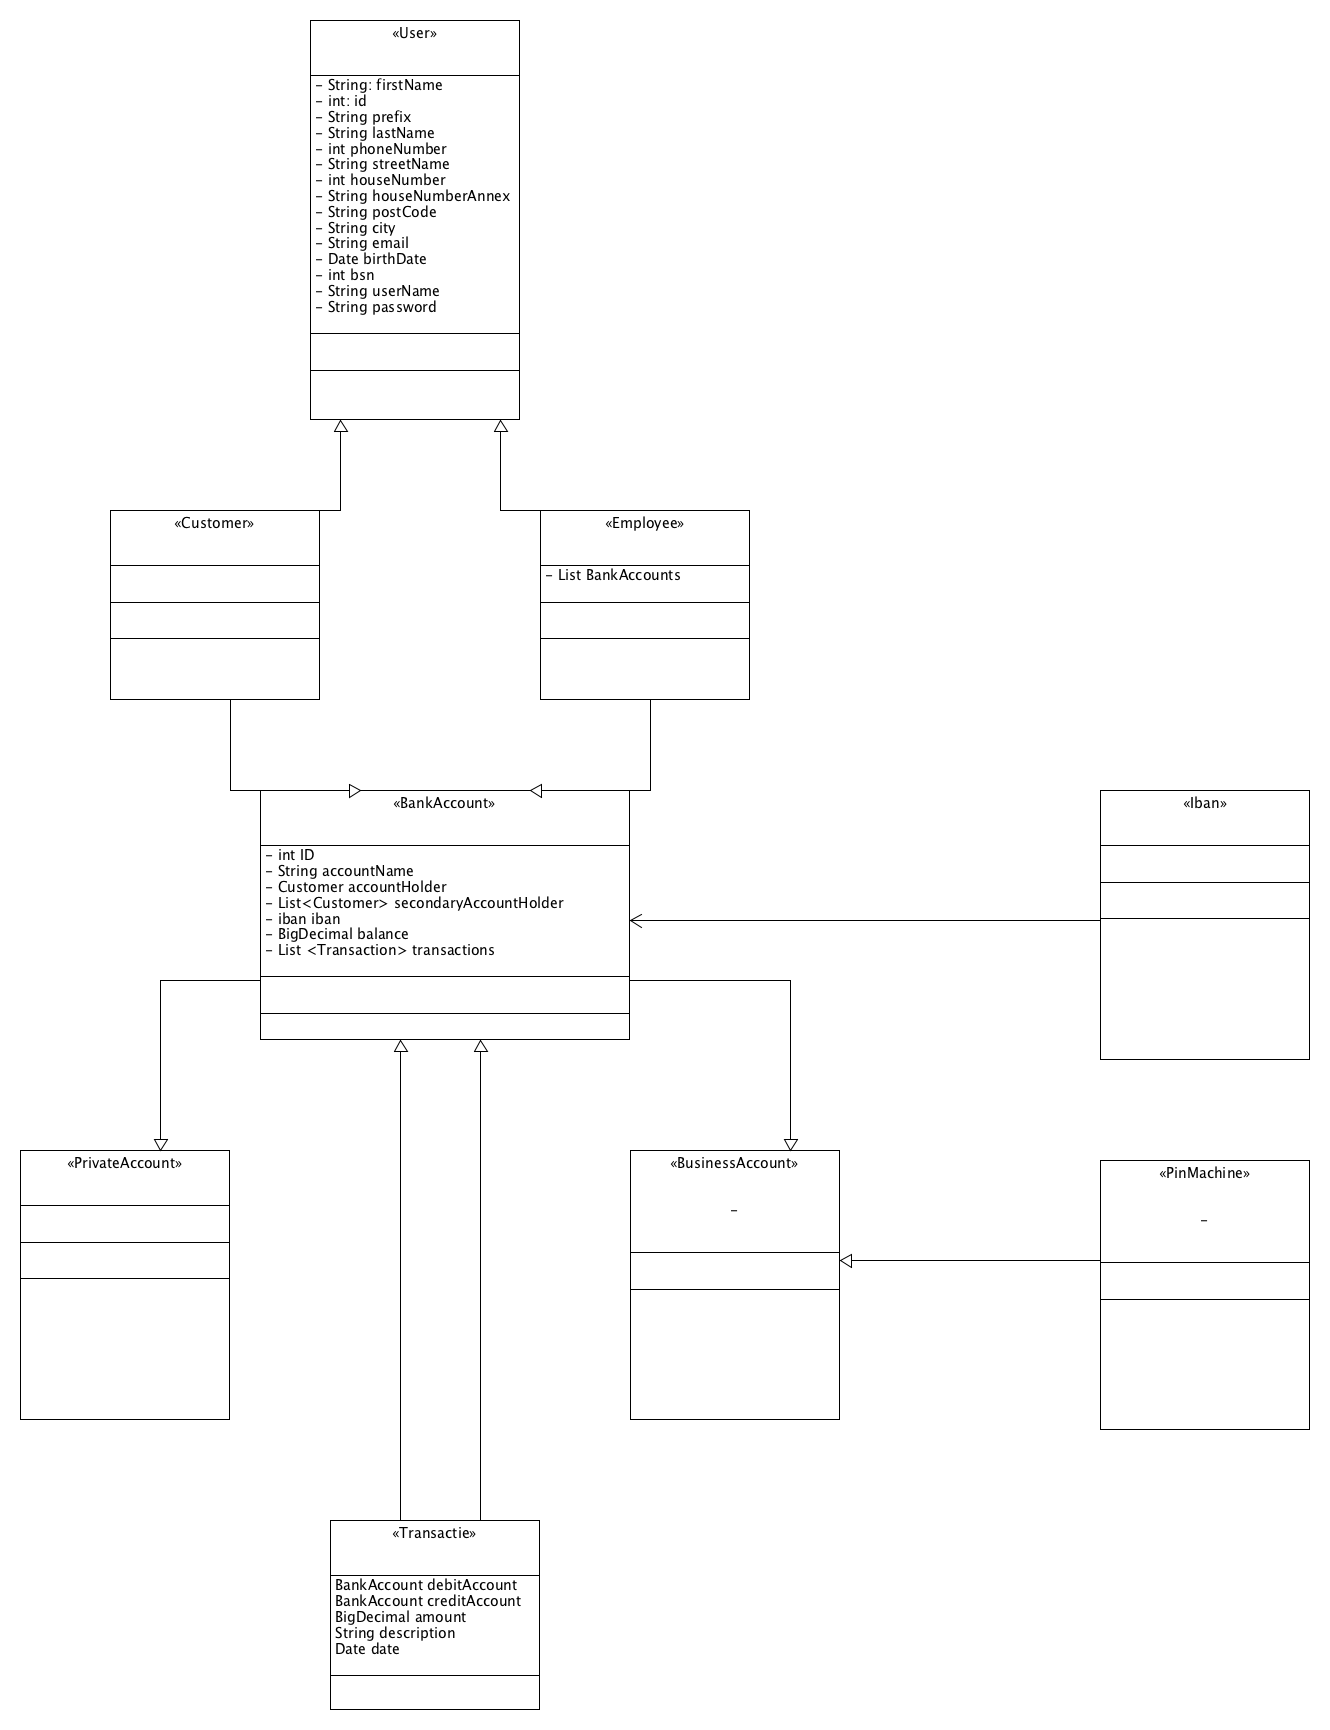 «User»
– String: firstName
– int: id
– String prefix
– String lastName
– int phoneNumber
– String streetName
– int houseNumber
– String houseNumberAnnex
– String postCode
– String city
– String email
– Date birthDate
– int bsn
– String userName
– String password
«Customer»
«Employee»
– List BankAccounts
«BankAccount»
– int ID
– String accountName
– Customer accountHolder
– List<Customer> secondaryAccountHolder
– iban iban
– BigDecimal balance
– List <Transaction> transactions
«Iban»
«PrivateAccount»
«BusinessAccount»
–
«PinMachine»
–
«Transactie»
BankAccount debitAccount
BankAccount creditAccount
BigDecimal amount
String description
Date date